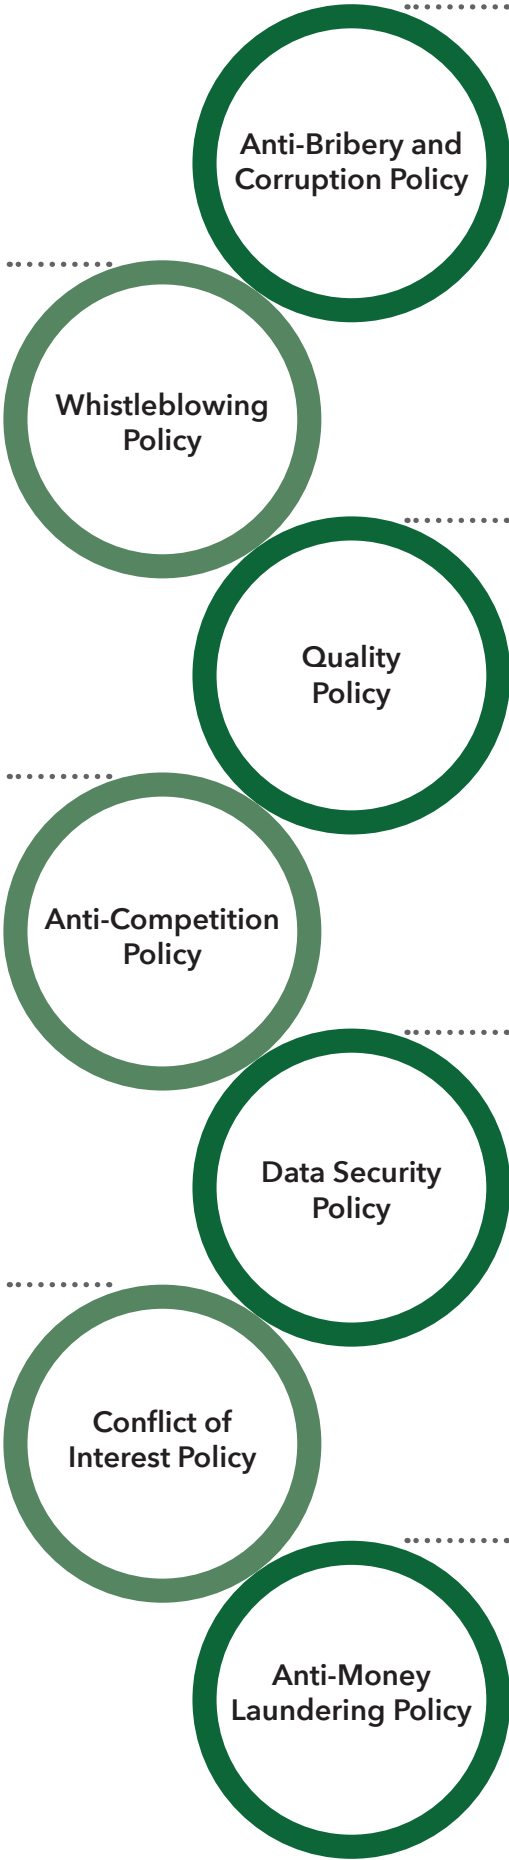 Anti-Bribery and
Corruption Policy
Whistleblowing
Policy
Quality
Policy
Anti-Competition
Policy
Data Security
Policy
Conflict of
Interest Policy
Anti-Money
Laundering Policy